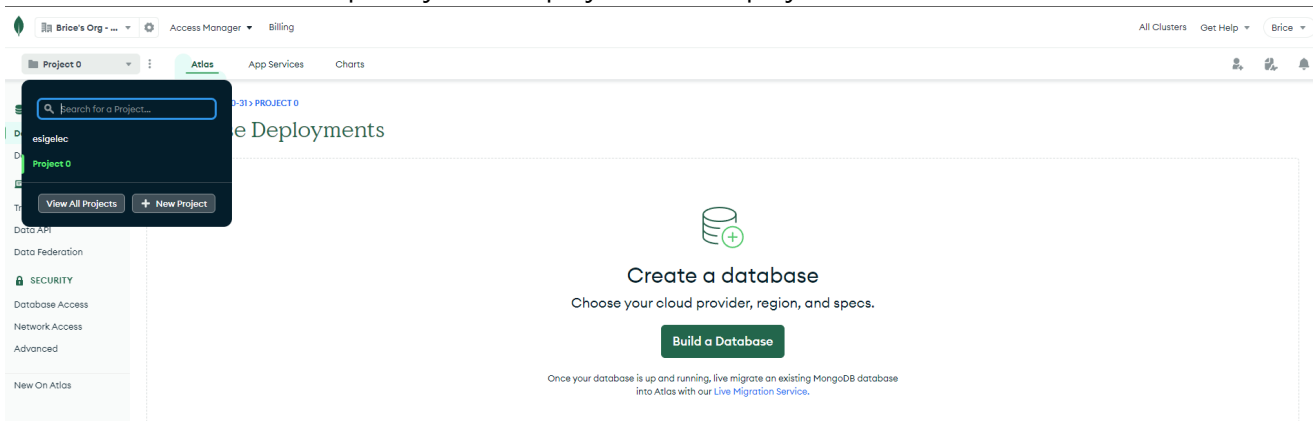 Brice's Org - ...
Access Manager
Billing
All Clusters
Get Help
Brice
Project 0
Atlas
App Services
Charts
Search for a Project...
0-31 > PROJECT 0
e Deployments
esigelec
Project 0
View All Projects
+ New Project
Data API
Data Federation
SECURITY
Database Access
Network Access
Advanced
New On Atlas
Create a database
Choose your cloud provider, region, and specs.
Build a Database
Once your database is up and running, live migrate an existing MongoDB database
into Atlas with our Live Migration Service.